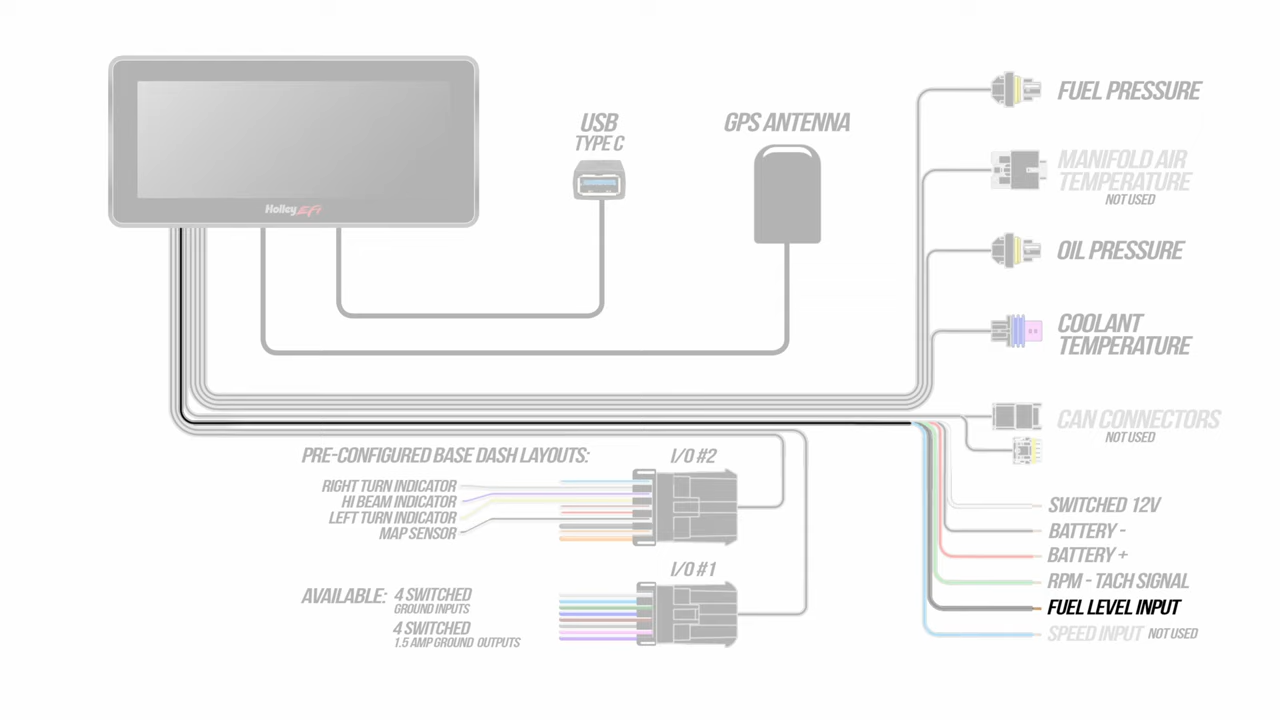 Holley EFI
USB
TYPE C
GPS ANTENNA
FUEL PRESSURE
MANIFOLD AIR
TEMPERATURE
NOT USED
OIL PRESSURE
COOLANT
TEMPERATURE
CAN CONNECTORS
NOT USED
PRE-CONFIGURED BASE DASH LAYOUTS:
I/O #2
RIGHT TURN INDICATOR
HI BEAM INDICATOR
LEFT TURN INDICATOR
MAP SENSOR
I/O #1
AVAILABLE:
4 SWITCHED
GROUND INPUTS
4 SWITCHED
1.5 AMP GROUND OUTPUTS
SWITCHED 12V
BATTERY -
BATTERY +
RPM - TACH SIGNAL
FUEL LEVEL INPUT
SPEED INPUT NOT USED